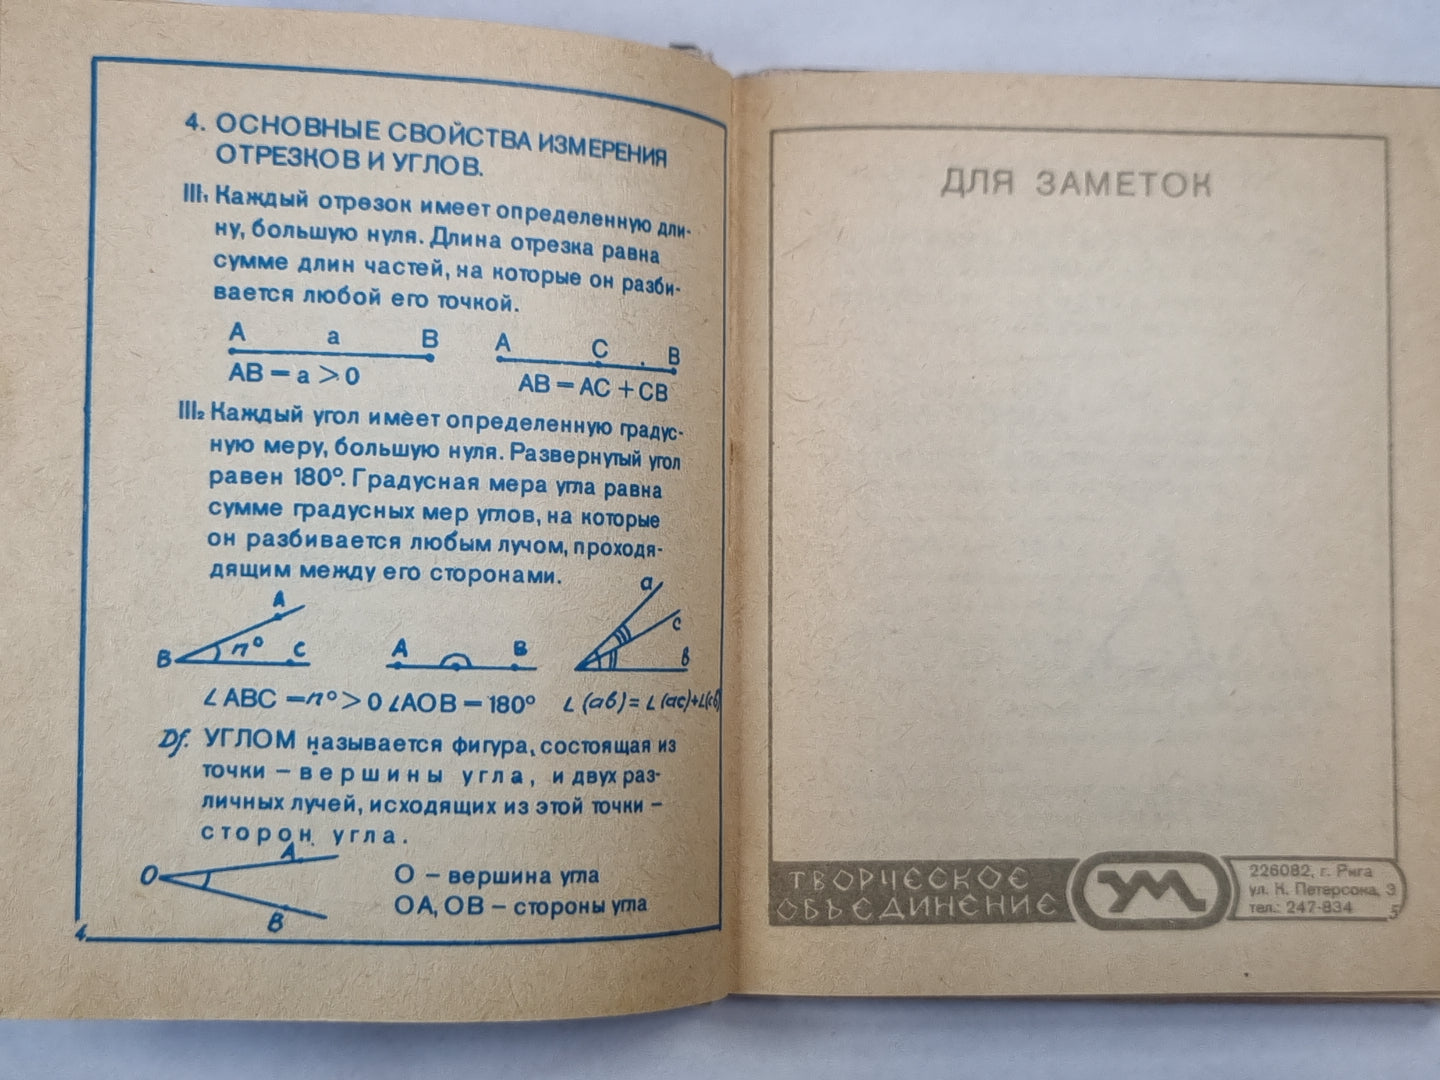 4. ОСНОВНЫЕ СВОЙСТВА ИЗМЕРЕНИЯ
ОТРЕЗКОВ И УГЛОВ.
III₁ Каждый отрезок имеет определенную дли-
ну, большую нуля. Длина отрезка равна
сумме длин частей, на которые он разби-
вается любой его точкой.
A a B A C B
AB = a > 0 AB = AC + CB
III₂ Каждый угол имеет определенную градус-
ную меру, большую нуля. Развернутый угол
равен 180°. Градусная мера угла равна
сумме градусных мер углов, на которые
он разбивается любым лучом, проходя-
дящим между его сторонами.
A B n° C A B a c b
∠ABC = n° > 0 ∠AOB = 180° ∠(ab) = ∠(ac)+∠(cb)
Df. УГЛОМ называется фигура, состоящая из
точки – вершины угла, и двух раз-
личных лучей, исходящих из этой точки –
сторон угла.
O A B
O – вершина угла
OA, OB – стороны угла
4
ДЛЯ ЗАМЕТОК
ТВОРЧЕСКОЕ
ОБЪЕДИНЕНИЕ
УМ
226082, г. Рига
ул. К. Петерсона, 3
тел.: 247-834
5